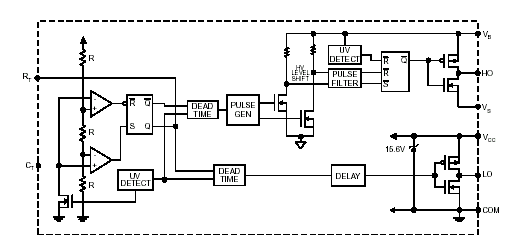 V_B
R
UV
DETECT
HV
LEVEL
SHIFT
R̅
Q
R_T
PULSE
FILTER
R̅
S̅
HO
R̅
Q̅
DEAD
TIME
PULSE
GEN
V_S
S
Q
R
V_CC
15.6V
C_T
R
UV
DETECT
DEAD
TIME
DELAY
LO
COM